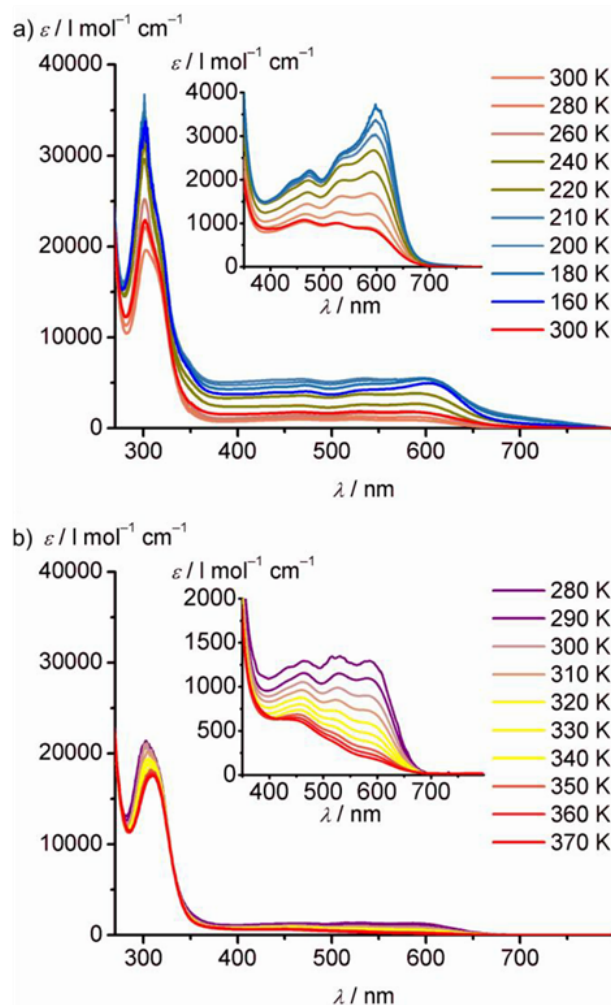 a) ε / l mol⁻¹ cm⁻¹
40000
30000
20000
10000
0
300 400 500 600 700
λ / nm
ε / l mol⁻¹ cm⁻¹
4000
3000
2000
1000
0
400 500 600 700
λ / nm
300 K
280 K
260 K
240 K
220 K
210 K
200 K
180 K
160 K
300 K
b) ε / l mol⁻¹ cm⁻¹
40000
30000
20000
10000
0
300 400 500 600 700
λ / nm
ε / l mol⁻¹ cm⁻¹
2000
1500
1000
500
0
400 500 600 700
λ / nm
280 K
290 K
300 K
310 K
320 K
330 K
340 K
350 K
360 K
370 K